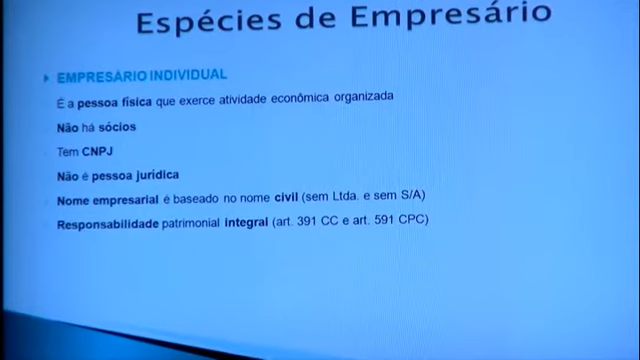 Espécies de Empresário
EMPRESÁRIO INDIVIDUAL
É a pessoa física que exerce atividade econômica organizada
Não há sócios
Tem CNPJ
Não é pessoa jurídica
Nome empresarial é baseado no nome civil (sem Ltda. e sem S/A)
Responsabilidade patrimonial integral (art. 391 CC e art. 591 CPC)